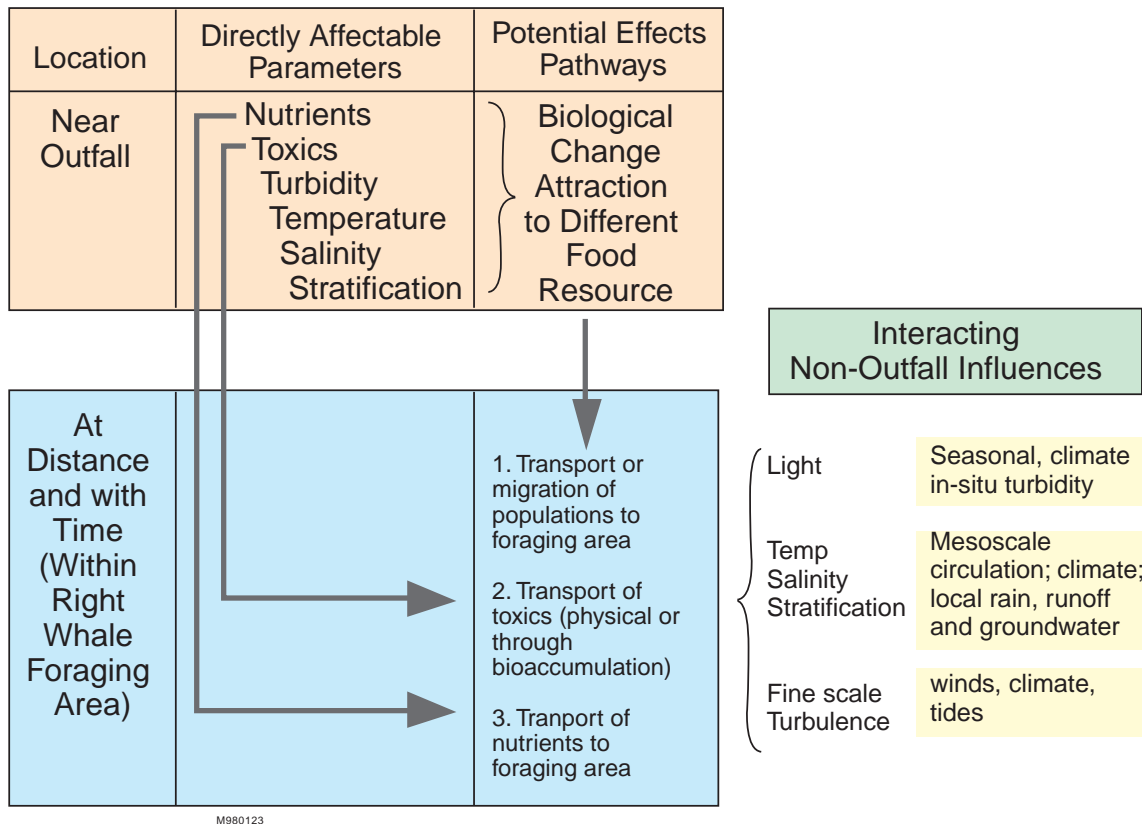 Location
Directly Affectable
Parameters
Potential Effects
Pathways
Near
Outfall
Nutrients
Toxics
Turbidity
Temperature
Salinity
Stratification
Biological
Change
Attraction
to Different
Food
Resource
At
Distance
and with
Time
(Within
Right
Whale
Foraging
Area)
1. Transport or
migration of
populations to
foraging area
2. Transport of
toxics (physical or
through
bioaccumulation)
3. Tranport of
nutrients to
foraging area
Interacting
Non-Outfall Influences
Light
Seasonal, climate
in-situ turbidity
Temp
Salinity
Stratification
Mesoscale
circulation; climate;
local rain, runoff
and groundwater
Fine scale
Turbulence
winds, climate,
tides
M980123